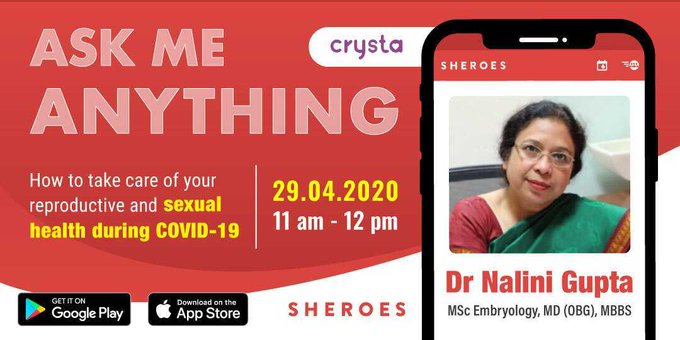 ASK ME
ANYTHING
crysta
How to take care of your
reproductive and sexual
health during COVID-19
29.04.2020
11 am - 12 pm
GET IT ON
Google Play
Download on the
App Store
SHEROES
SHEROES
Dr Nalini Gupta
MSc Embryology, MD (OBG), MBBS